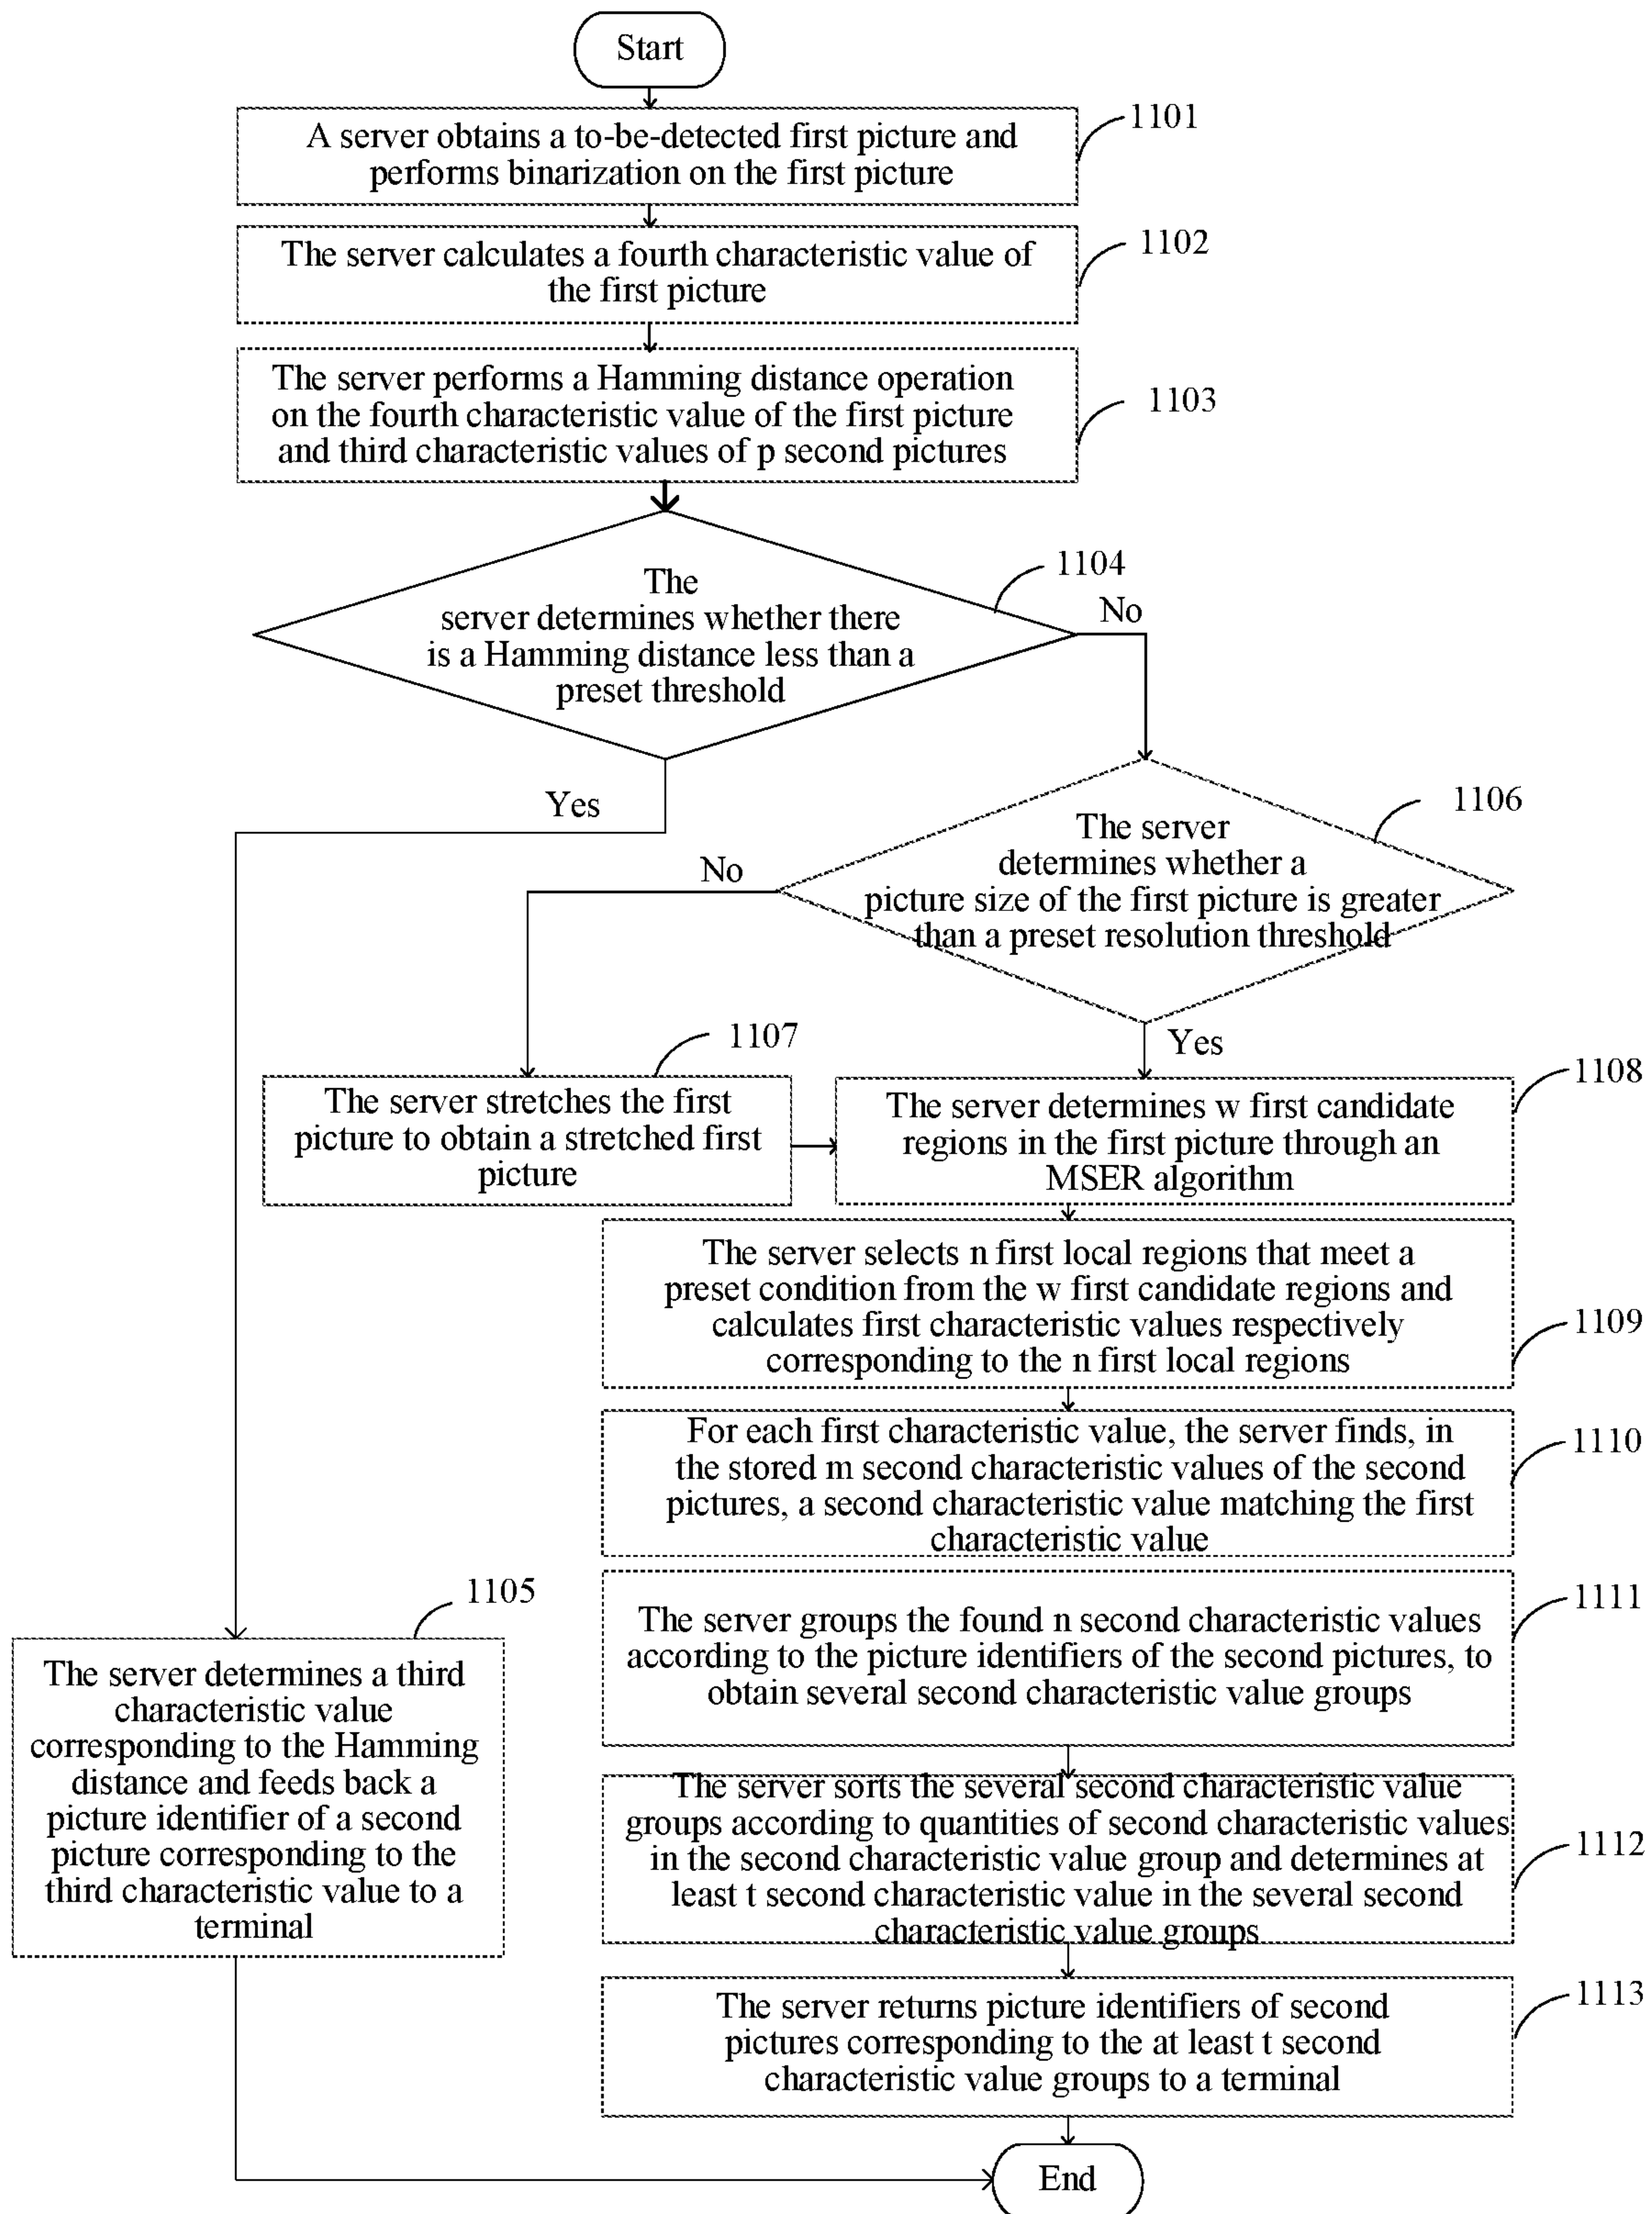 Start
1101
A server obtains a to-be-detected first picture and
performs binarization on the first picture
1102
The server calculates a fourth characteristic value of
the first picture
1103
The server performs a Hamming distance operation
on the fourth characteristic value of the first picture
and third characteristic values of p second pictures
1104
The
server determines whether there
is a Hamming distance less than a
preset threshold
No
Yes
1106
The server
determines whether a
picture size of the first picture is greater
than a preset resolution threshold
No
Yes
1107
The server stretches the first
picture to obtain a stretched first
picture
1108
The server determines w first candidate
regions in the first picture through an
MSER algorithm
The server selects n first local regions that meet a
preset condition from the w first candidate regions and
calculates first characteristic values respectively
corresponding to the n first local regions
1109
For each first characteristic value, the server finds, in
the stored m second characteristic values of the second
pictures, a second characteristic value matching the first
characteristic value
1110
1111
The server groups the found n second characteristic values
according to the picture identifiers of the second pictures, to
obtain several second characteristic value groups
1105
The server determines a third
characteristic value
corresponding to the Hamming
distance and feeds back a
picture identifier of a second
picture corresponding to the
third characteristic value to a
terminal
The server sorts the several second characteristic value
groups according to quantities of second characteristic values
in the second characteristic value group and determines at
least t second characteristic value in the several second
characteristic value groups
1112
1113
The server returns picture identifiers of second
pictures corresponding to the at least t second
characteristic value groups to a terminal
End